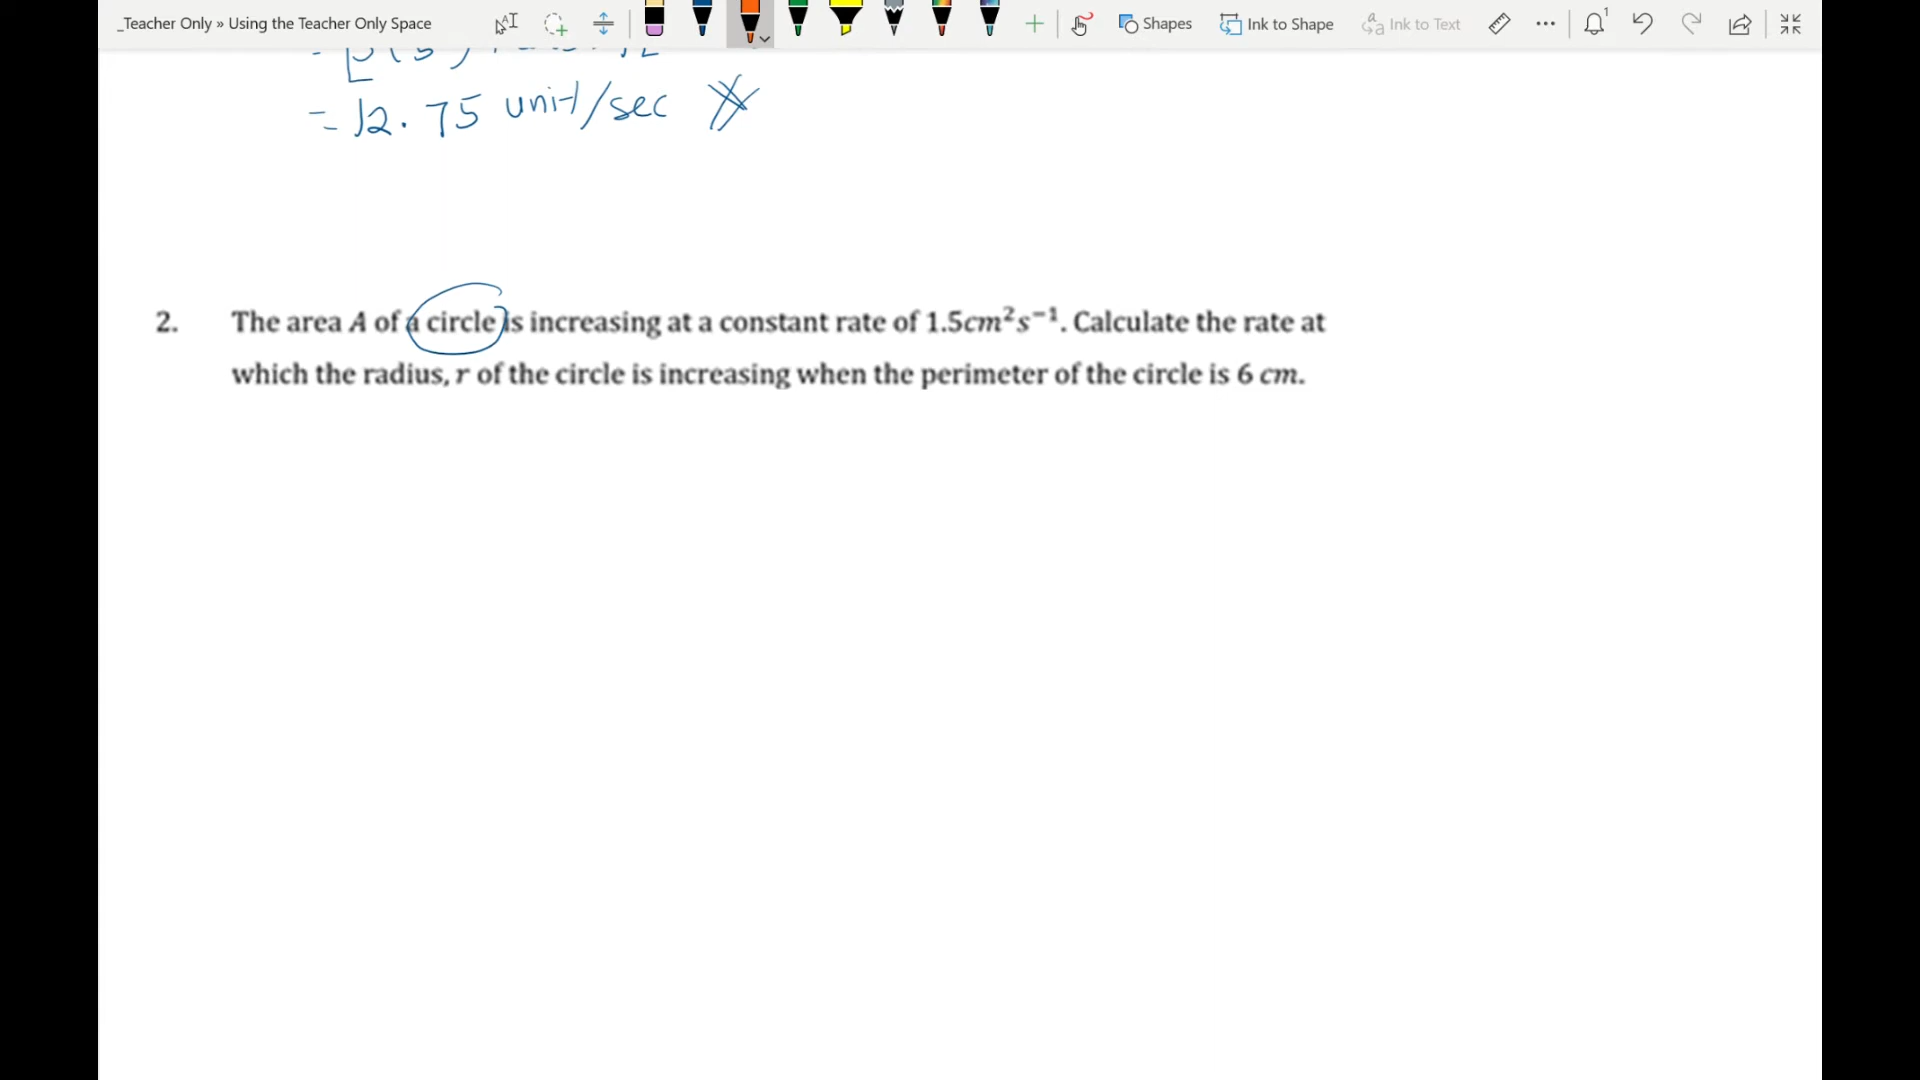 _Teacher Only » Using the Teacher Only Space
Shapes
Ink to Shape
Ink to Text
1
= 12.75 unit/sec
2. The area A of a circle is increasing at a constant rate of 1.5cm²s⁻¹. Calculate the rate at
which the radius, r of the circle is increasing when the perimeter of the circle is 6 cm.